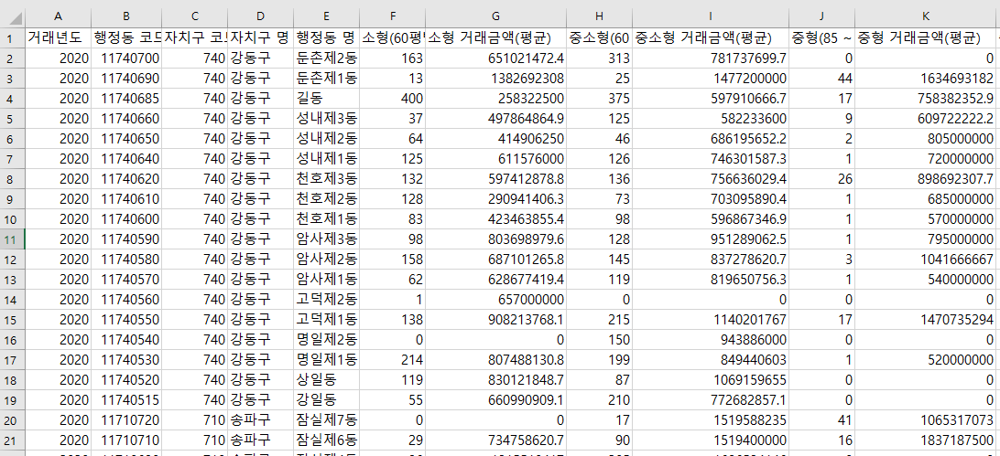 A B C D E F G H I J K
1 거래년도 행정동 코드 자치구 코드 자치구 명 행정동 명 소형(60평 소형 거래금액(평균) 중소형(60 중소형 거래금액(평균) 중형(85 ~ 중형 거래금액(평균)
2 2020 11740700 740 강동구 둔촌제2동 163 651021472.4 313 781737699.7 0 0
3 2020 11740690 740 강동구 둔촌제1동 13 1382692308 25 1477200000 44 1634693182
4 2020 11740685 740 강동구 길동 400 258322500 375 597910666.7 17 758382352.9
5 2020 11740660 740 강동구 성내제3동 37 497864864.9 125 582233600 9 609722222.2
6 2020 11740650 740 강동구 성내제2동 64 414906250 46 686195652.2 2 805000000
7 2020 11740640 740 강동구 성내제1동 125 611576000 126 746301587.3 1 720000000
8 2020 11740620 740 강동구 천호제3동 132 597412878.8 136 756636029.4 26 898692307.7
9 2020 11740610 740 강동구 천호제2동 128 290941406.3 73 703095890.4 1 685000000
10 2020 11740600 740 강동구 천호제1동 83 423463855.4 98 596867346.9 1 570000000
11 2020 11740590 740 강동구 암사제3동 98 803698979.6 128 951289062.5 1 795000000
12 2020 11740580 740 강동구 암사제2동 158 687101265.8 145 837278620.7 3 1041666667
13 2020 11740570 740 강동구 암사제1동 62 628677419.4 119 819650756.3 1 540000000
14 2020 11740560 740 강동구 고덕제2동 1 657000000 0 0 0 0
15 2020 11740550 740 강동구 고덕제1동 138 908213768.1 215 1140201767 17 1470735294
16 2020 11740540 740 강동구 명일제2동 0 0 150 943886000 0 0
17 2020 11740530 740 강동구 명일제1동 214 807488130.8 199 849440603 1 520000000
18 2020 11740520 740 강동구 상일동 119 830121848.7 87 1069159655 0 0
19 2020 11740515 740 강동구 강일동 55 660990909.1 210 772682857.1 0 0
20 2020 11710720 710 송파구 잠실제7동 0 0 17 1519588235 41 1065317073
21 2020 11710710 710 송파구 잠실제6동 29 734758620.7 90 1519400000 16 1837187500